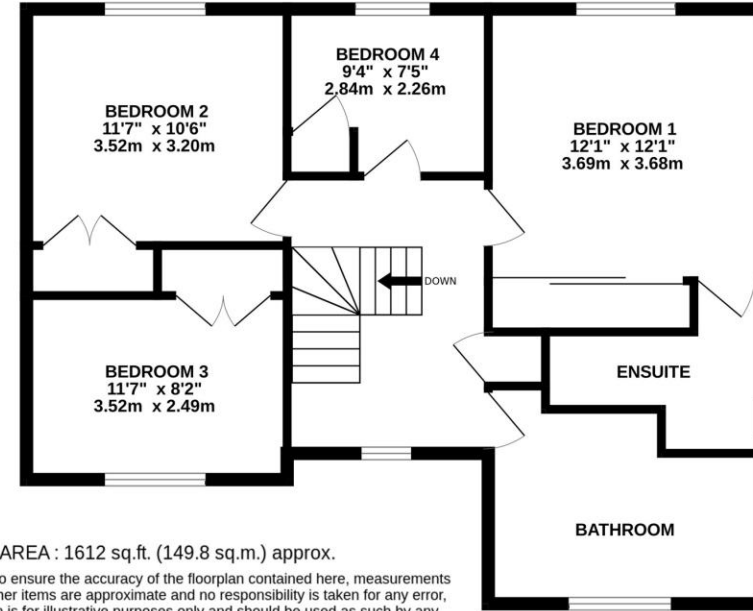 BEDROOM 4
9'4" x 7'5"
2.84m x 2.26m
BEDROOM 2
11'7" x 10'6"
3.52m x 3.20m
BEDROOM 1
12'1" x 12'1"
3.69m x 3.68m
DOWN
BEDROOM 3
11'7" x 8'2"
3.52m x 2.49m
ENSUITE
BATHROOM
AREA : 1612 sq.ft. (149.8 sq.m.) approx.
o ensure the accuracy of the floorplan contained here, measurements
er items are approximate and no responsibility is taken for any error,
is for illustrative purposes only and should be used as such by any